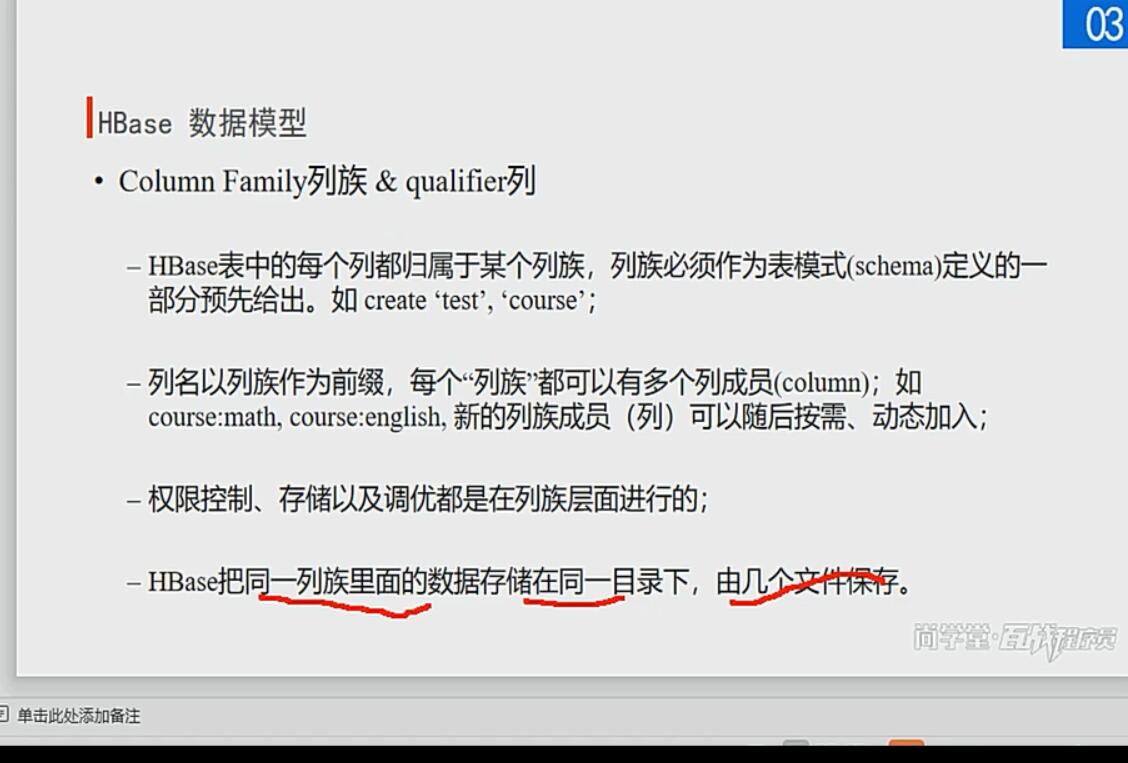 03
HBase 数据模型
• Column Family列族 & qualifier列
– HBase表中的每个列都归属于某个列族，列族必须作为表模式(schema)定义的一
部分预先给出。如 create ‘test’, ‘course’；
– 列名以列族作为前缀，每个“列族”都可以有多个列成员(column)；如
course:math, course:english, 新的列族成员（列）可以随后按需、动态加入；
– 权限控制、存储以及调优都是在列族层面进行的；
– HBase把同一列族里面的数据存储在同一目录下，由几个文件保存。
尚学堂·百战程序员
单击此处添加备注